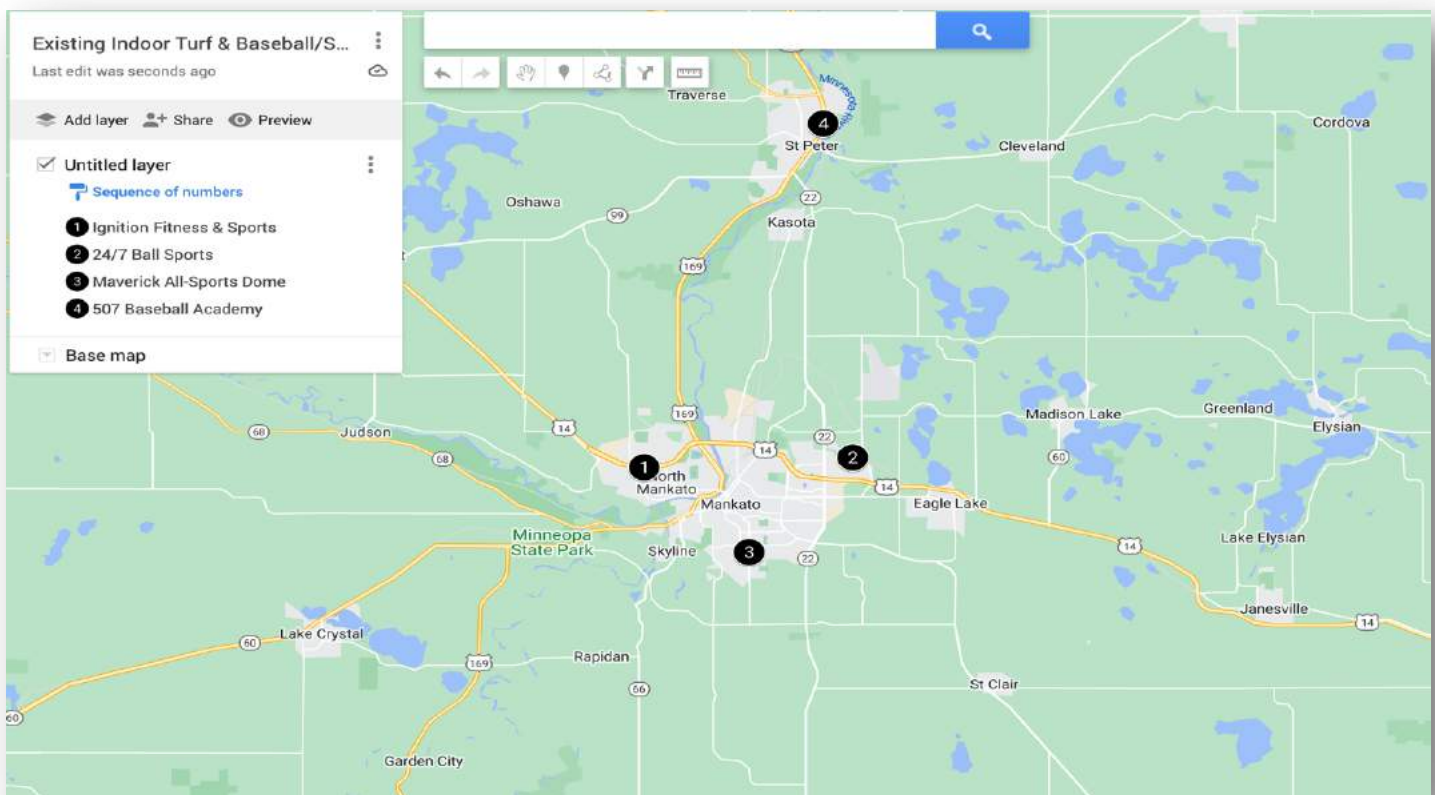 Existing Indoor Turf & Baseball/S...
Last edit was seconds ago
Add layer Share Preview
Untitled layer
Sequence of numbers
1 Ignition Fitness & Sports
2 24/7 Ball Sports
3 Maverick All-Sports Dome
4 507 Baseball Academy
Base map
Minnesota
Traverse
4
Cordova
St Peter
Cleveland
22
Oshawa
99
Kasota
169
169
Madison Lake
Greenland
Elysian
14
68
Judson
22
14
2
60
68
1
North
Mankato
14
Mankato
Eagle Lake
Minneopa
State Park
Skyline
3
22
14
Lake Elysian
Janesville
14
Lake Crystal
60
Rapidan
169
66
St Clair
60
Garden City